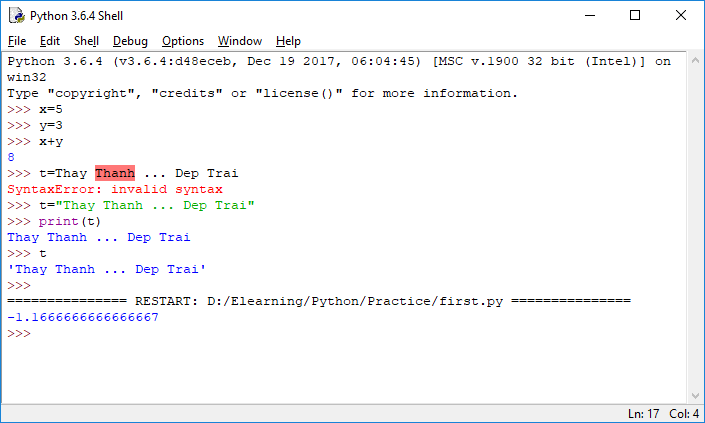 Python 3.6.4 Shell
File Edit Shell Debug Options Window Help
Python 3.6.4 (v3.6.4:d48eceb, Dec 19 2017, 06:04:45) [MSC v.1900 32 bit (Intel)] on
win32
Type "copyright", "credits" or "license()" for more information.
>>> x=5
>>> y=3
>>> x+y
8
>>> t=Thay Thanh ... Dep Trai
SyntaxError: invalid syntax
>>> t="Thay Thanh ... Dep Trai"
>>> print(t)
Thay Thanh ... Dep Trai
>>> t
'Thay Thanh ... Dep Trai'
>>>
=============== RESTART: D:/Elearning/Python/Practice/first.py ===============
-1.1666666666666667
>>>
Ln: 17 Col: 4